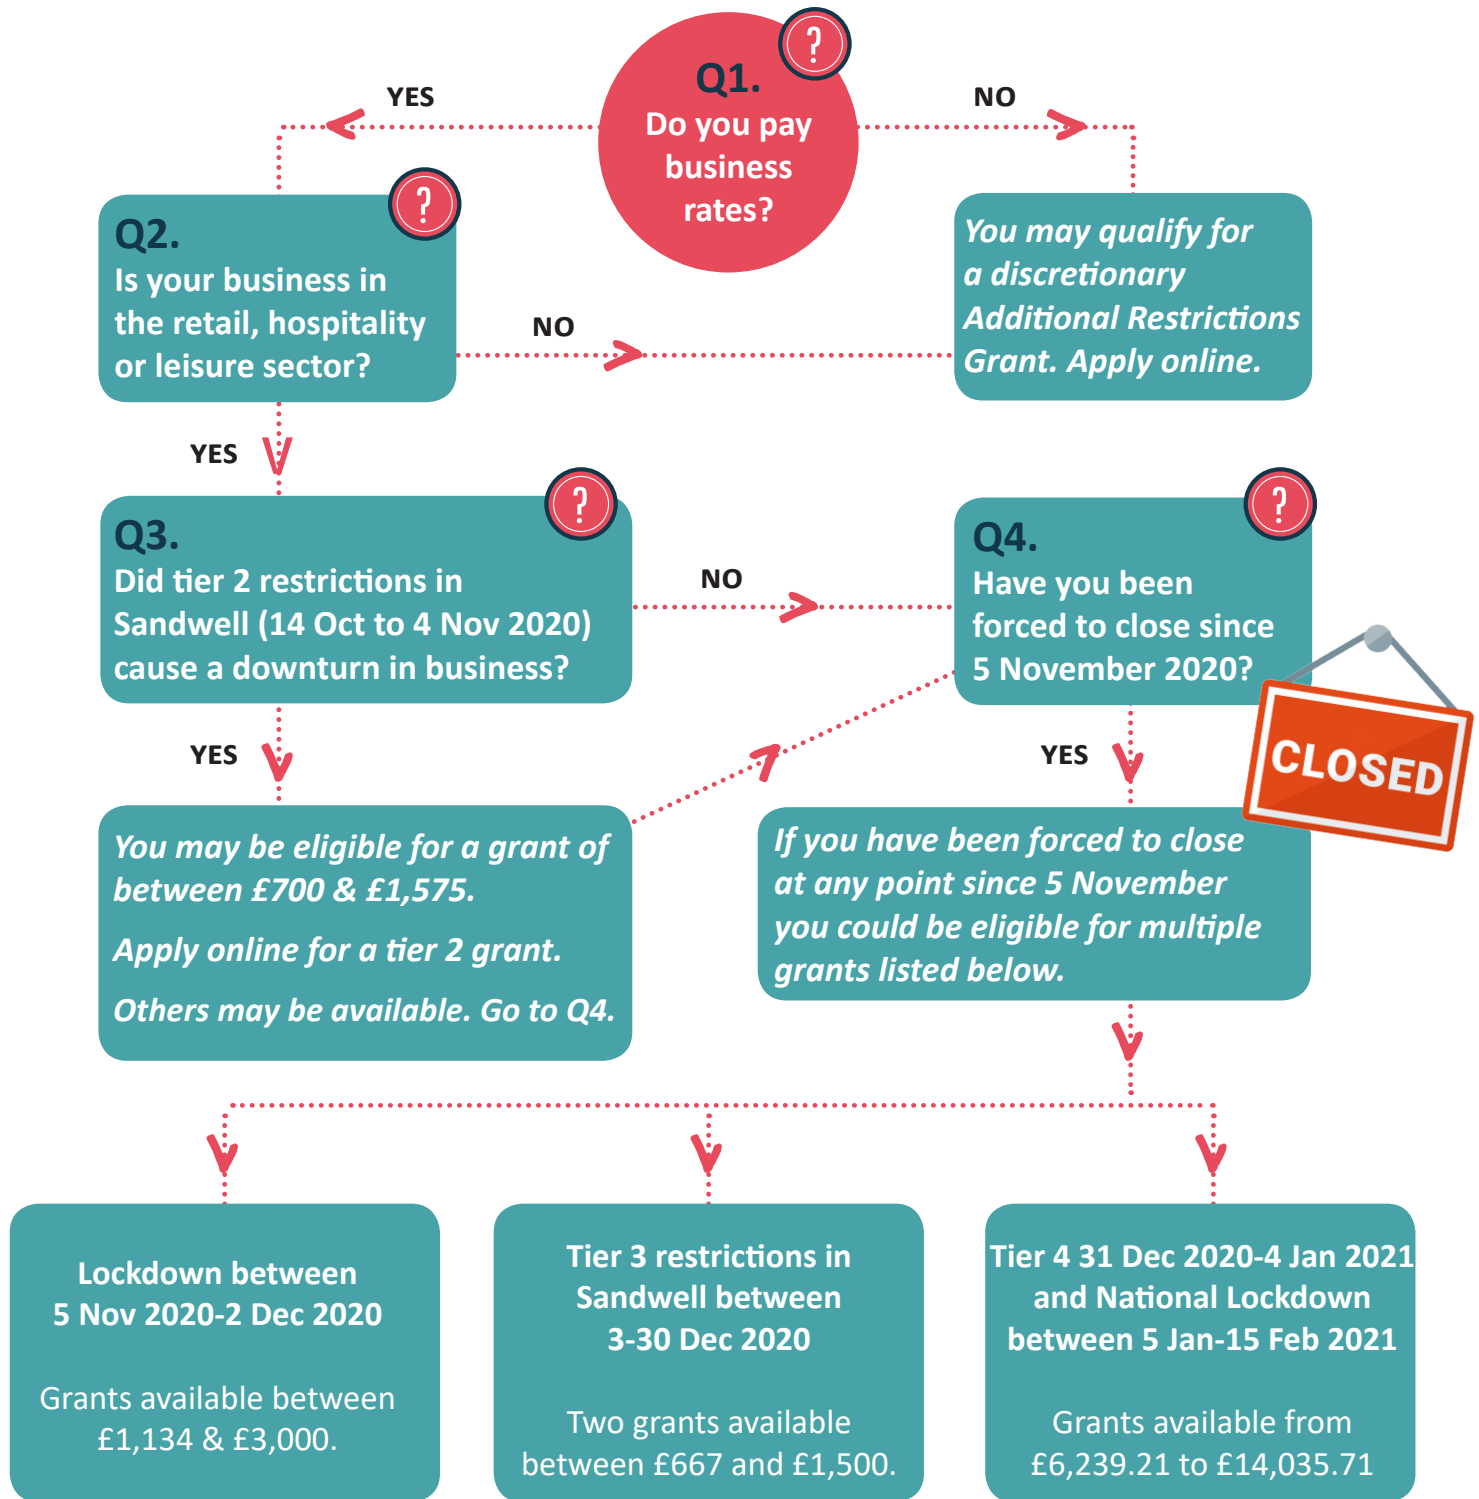 ?
Q1.
Do you pay
business
rates?
YES
NO
?
Q2.
Is your business in
the retail, hospitality
or leisure sector?
NO
You may qualify for
a discretionary
Additional Restrictions
Grant. Apply online.
YES
?
Q3.
Did tier 2 restrictions in
Sandwell (14 Oct to 4 Nov 2020)
cause a downturn in business?
NO
?
Q4.
Have you been
forced to close since
5 November 2020?
CLOSED
YES
YES
You may be eligible for a grant of
between £700 & £1,575.
Apply online for a tier 2 grant.
Others may be available. Go to Q4.
If you have been forced to close
at any point since 5 November
you could be eligible for multiple
grants listed below.
Lockdown between
5 Nov 2020-2 Dec 2020
Grants available between
£1,134 & £3,000.
Tier 3 restrictions in
Sandwell between
3-30 Dec 2020
Two grants available
between £667 and £1,500.
Tier 4 31 Dec 2020-4 Jan 2021
and National Lockdown
between 5 Jan-15 Feb 2021
Grants available from
£6,239.21 to £14,035.71